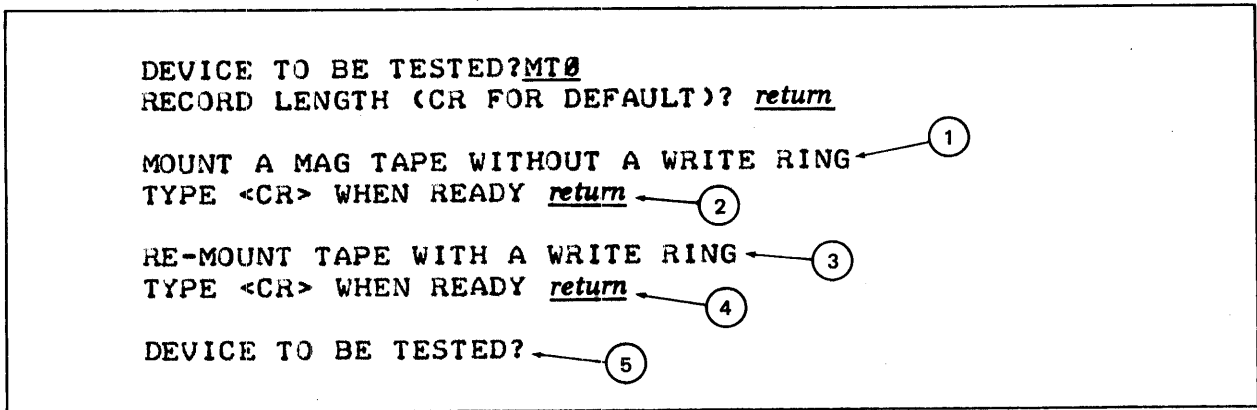 DEVICE TO BE TESTED?MT0
RECORD LENGTH (CR FOR DEFAULT)? return
MOUNT A MAG TAPE WITHOUT A WRITE RING 1
TYPE <CR> WHEN READY return 2
RE-MOUNT TAPE WITH A WRITE RING 3
TYPE <CR> WHEN READY return 4
DEVICE TO BE TESTED? 5